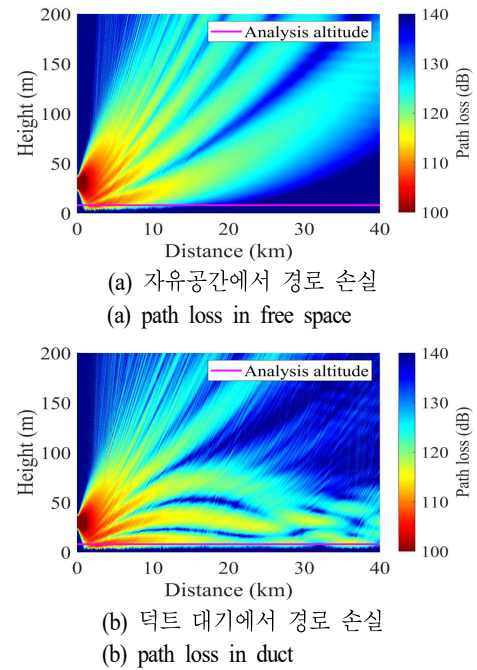 200
150
100
50
0
Height (m)
Analysis altitude
140
130
120
110
100
Path loss (dB)
0 10 20 30 40
Distance (km)
(a) 자유공간에서 경로 손실
(a) path loss in free space
200
150
100
50
0
Height (m)
Analysis altitude
140
130
120
110
100
Path loss (dB)
0 10 20 30 40
Distance (km)
(b) 덕트 대기에서 경로 손실
(b) path loss in duct